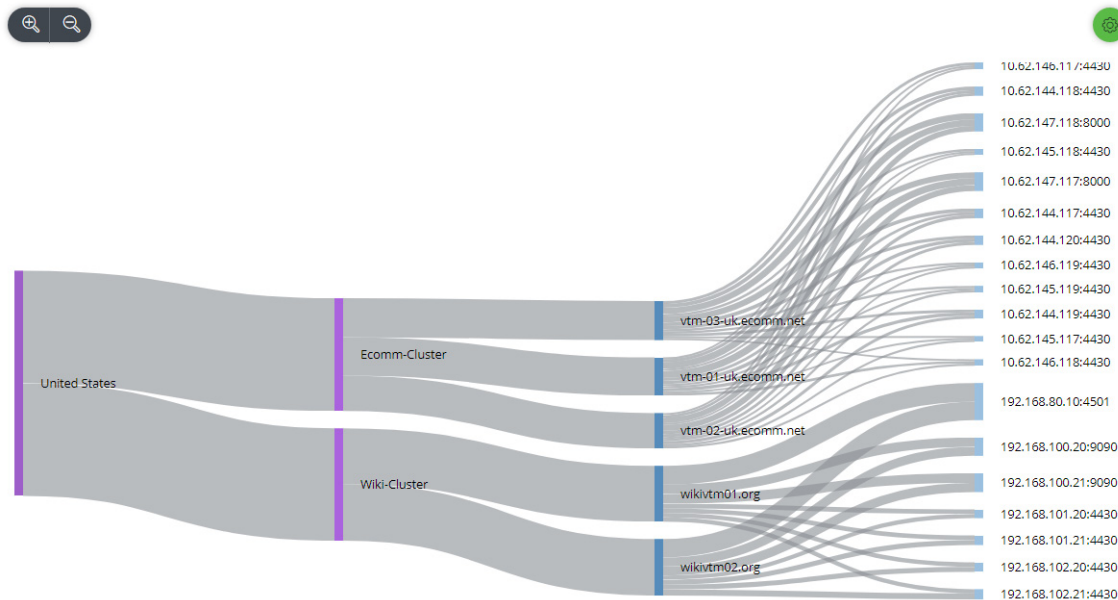 United States
Ecomm-Cluster
Wiki-Cluster
vtm-03-uk.ecomm.net
vtm-01-uk.ecomm.net
vtm-02-uk.ecomm.net
wikivtm01.org
wikivtm02.org
10.62.146.117:4430
10.62.144.118:4430
10.62.147.118:8000
10.62.145.118:4430
10.62.147.117:8000
10.62.144.117:4430
10.62.144.120:4430
10.62.146.119:4430
10.62.145.119:4430
10.62.144.119:4430
10.62.145.117:4430
10.62.146.118:4430
192.168.80.10:4501
192.168.100.20:9090
192.168.100.21:9090
192.168.101.20:4430
192.168.101.21:4430
192.168.102.20:4430
192.168.102.21:4430